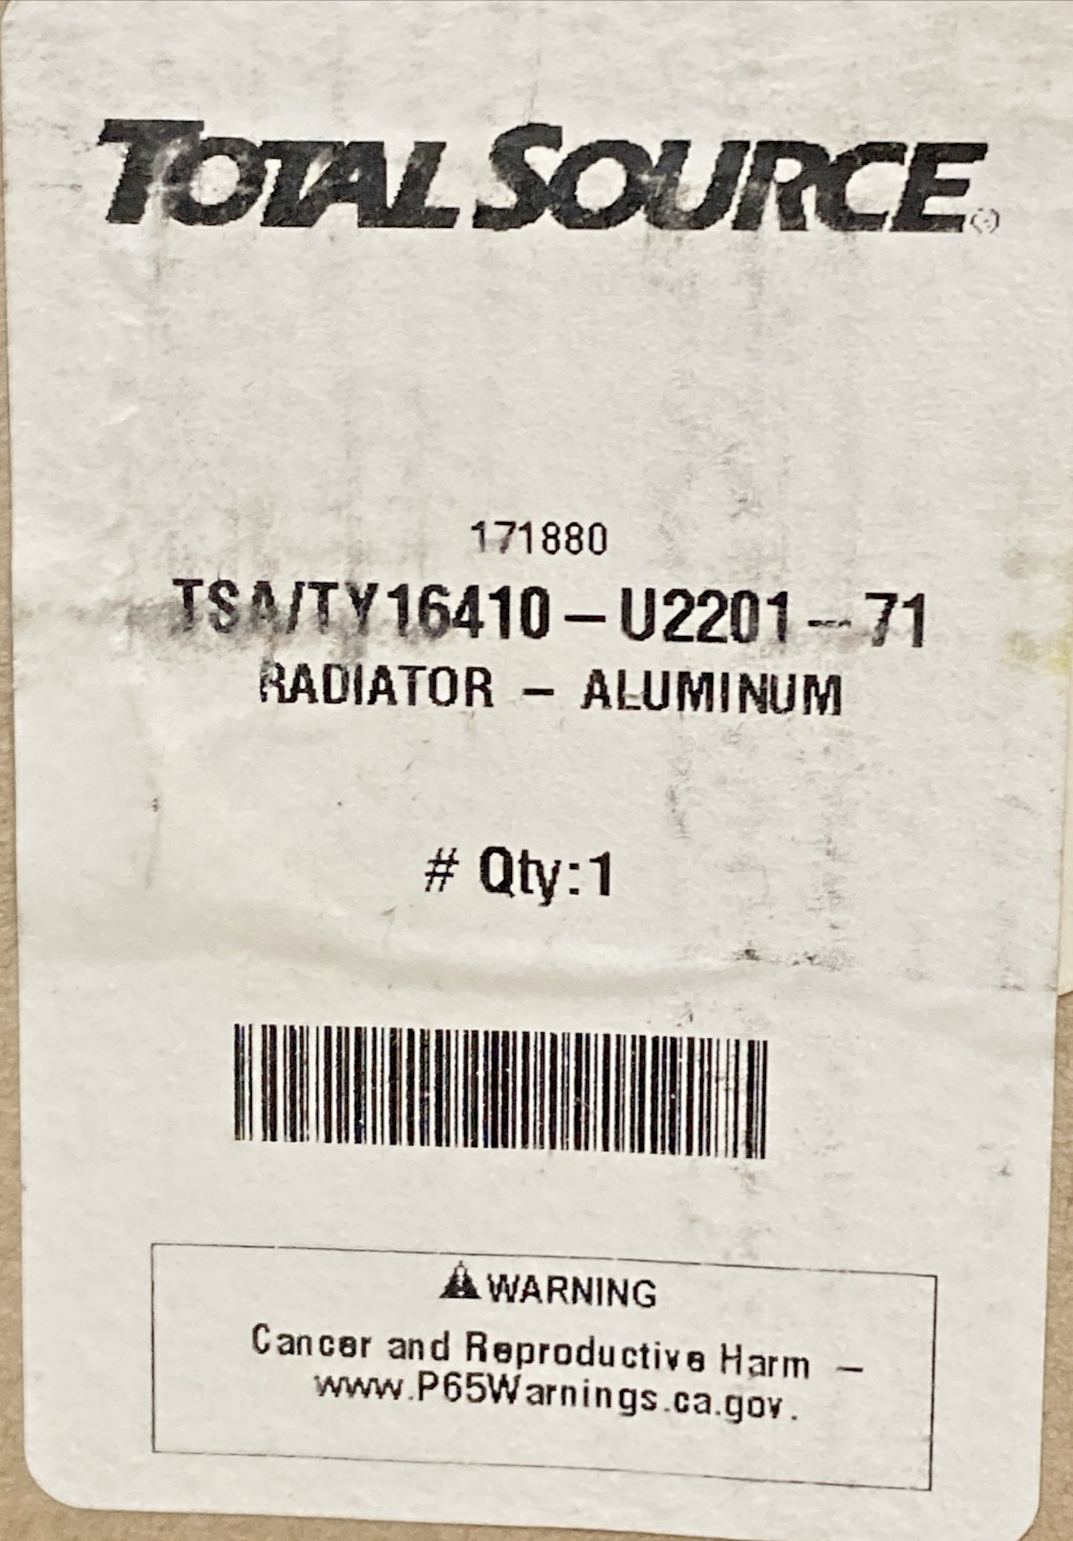 TOTAL SOURCE®
171880
TSA/TY16410-U2201-71
RADIATOR - ALUMINUM
# Qty:1
⚠ WARNING
Cancer and Reproductive Harm -
www.P65Warnings.ca.gov.